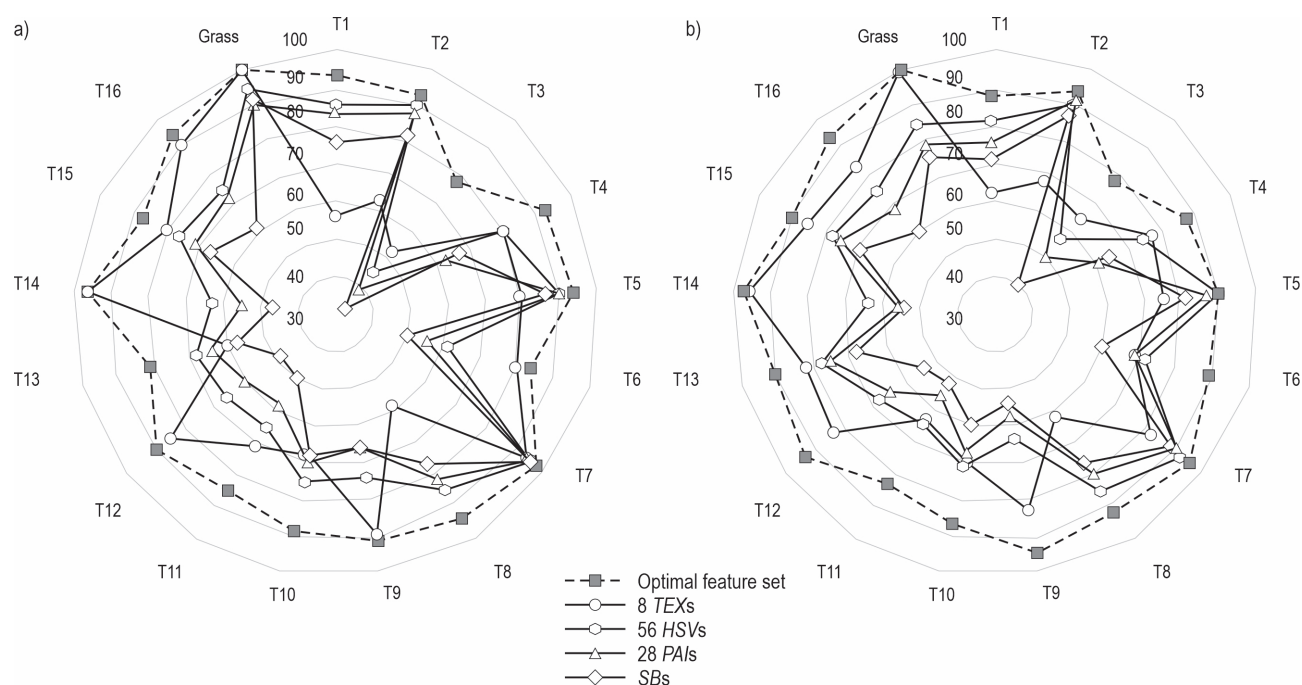 a)
T1
T2
T3
T4
T5
T6
T7
T8
T9
T10
T11
T12
T13
T14
T15
T16
Grass
100
90
80
70
60
50
40
30
b)
T1
T2
T3
T4
T5
T6
T7
T8
T9
T10
T11
T12
T13
T14
T15
T16
Grass
100
90
80
70
60
50
40
30
Optimal feature set
8 TEXs
56 HSVs
28 PAIs
SBs